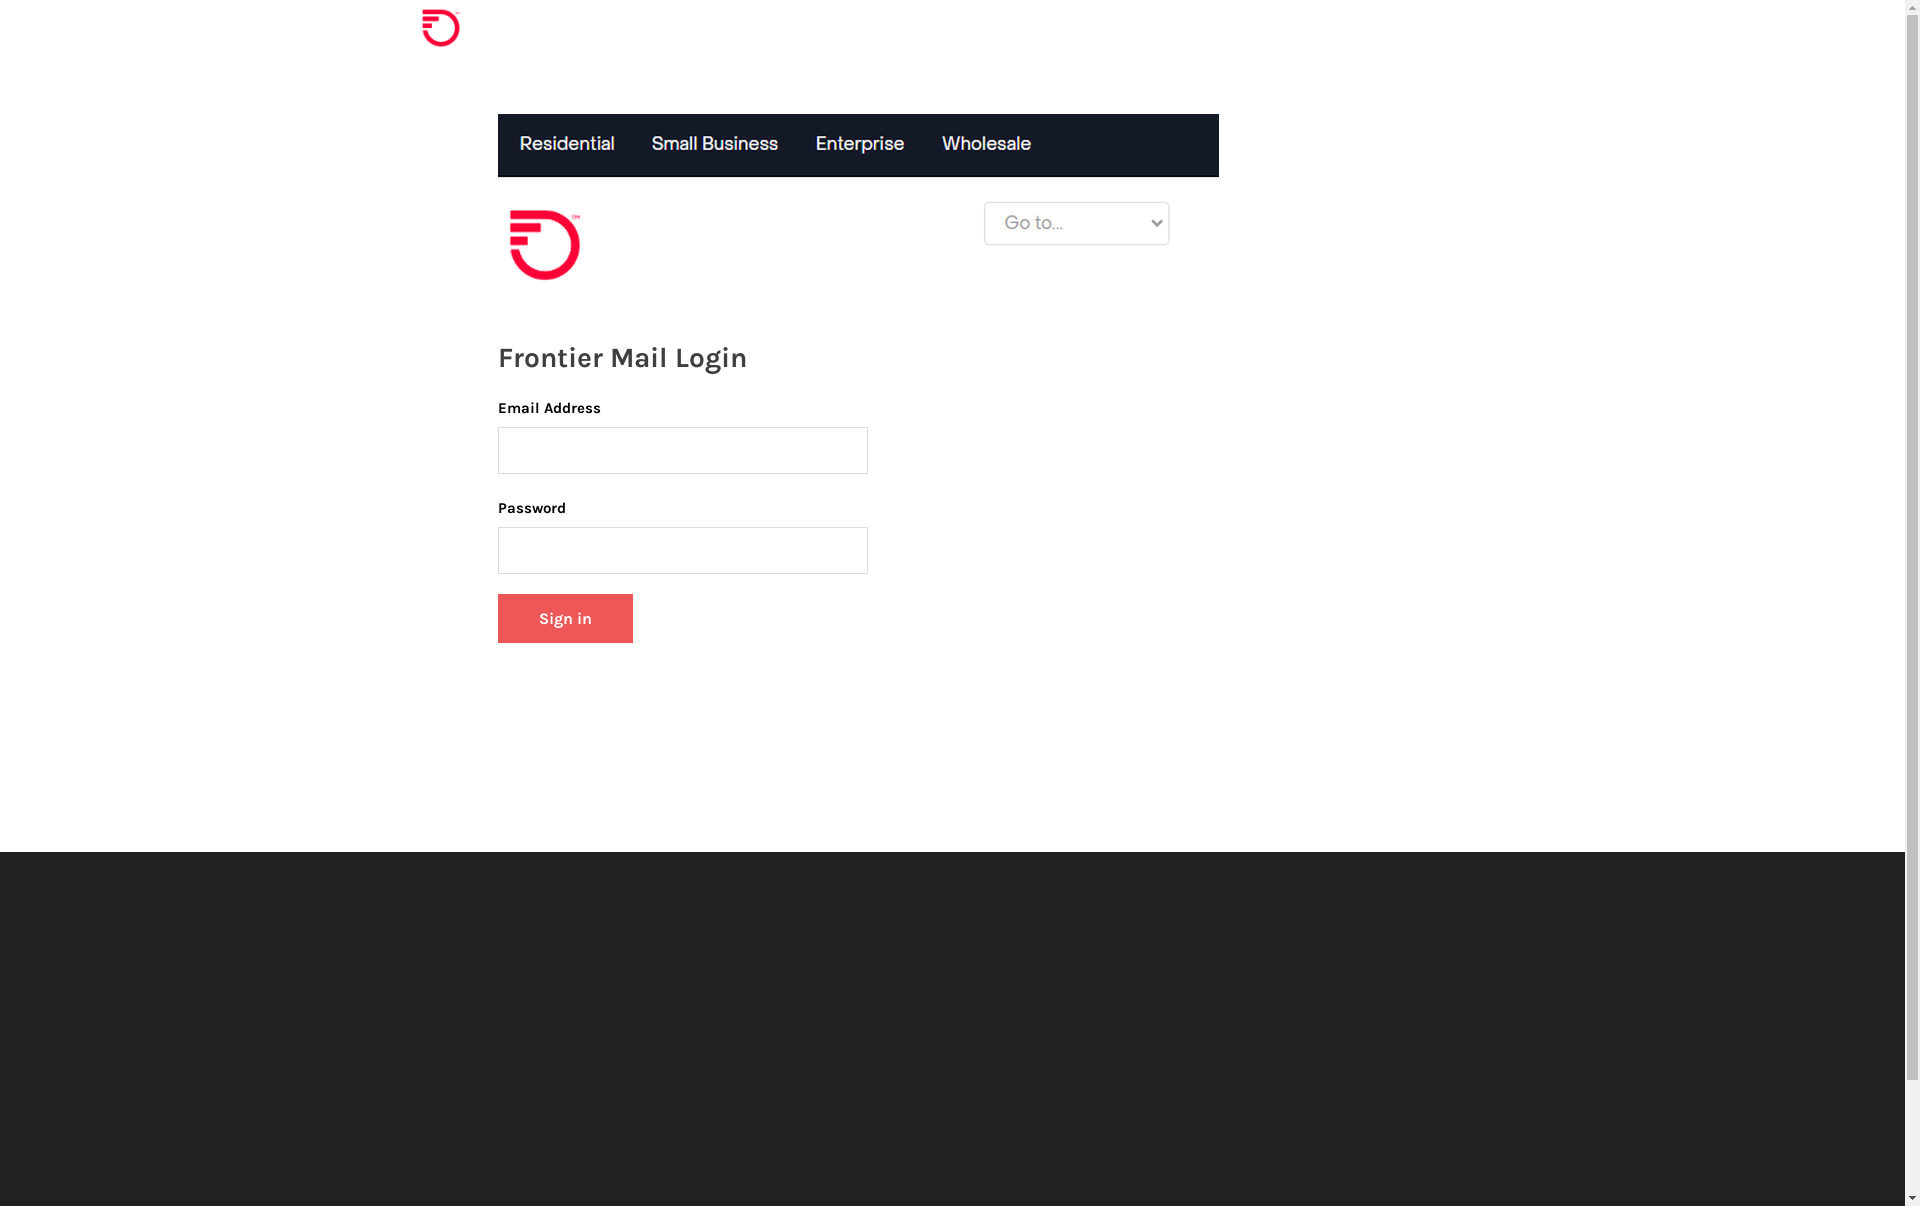 Residential Small Business Enterprise Wholesale
Go to...
Frontier Mail Login
Email Address
Password
Sign in